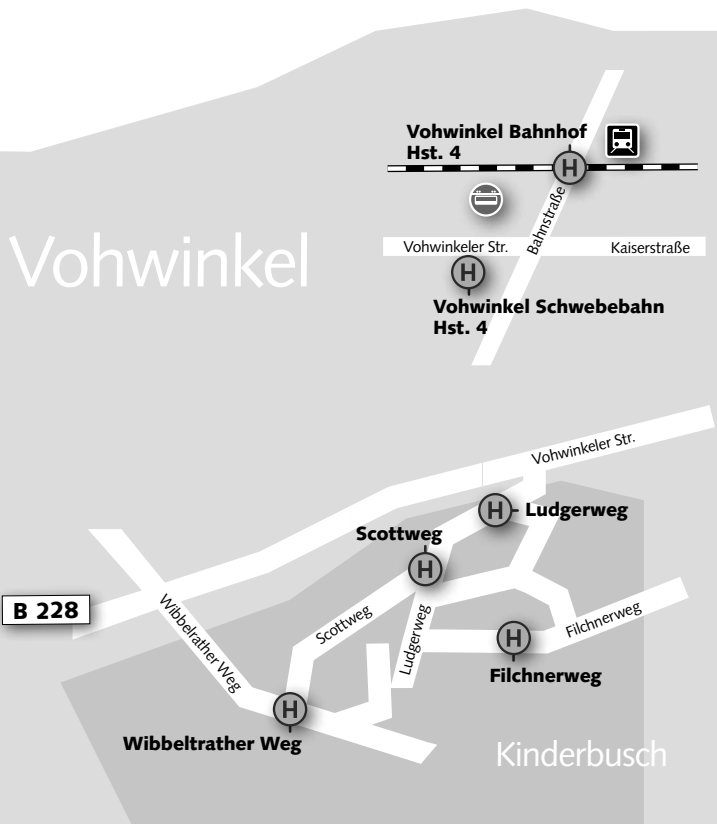 Vohwinkel Bahnhof
Hst. 4
H
Bahnstraße
Vohwinkel
Vohwinkeler Str.
Kaiserstraße
H
Vohwinkel Schwebebahn
Hst. 4
Vohwinkeler Str.
H
Ludgerweg
Scottweg
H
B 228
Wibbelrather Weg
Scottweg
Ludgerweg
Filchnerweg
H
Filchnerweg
H
Wibbeltrather Weg
Kinderbusch